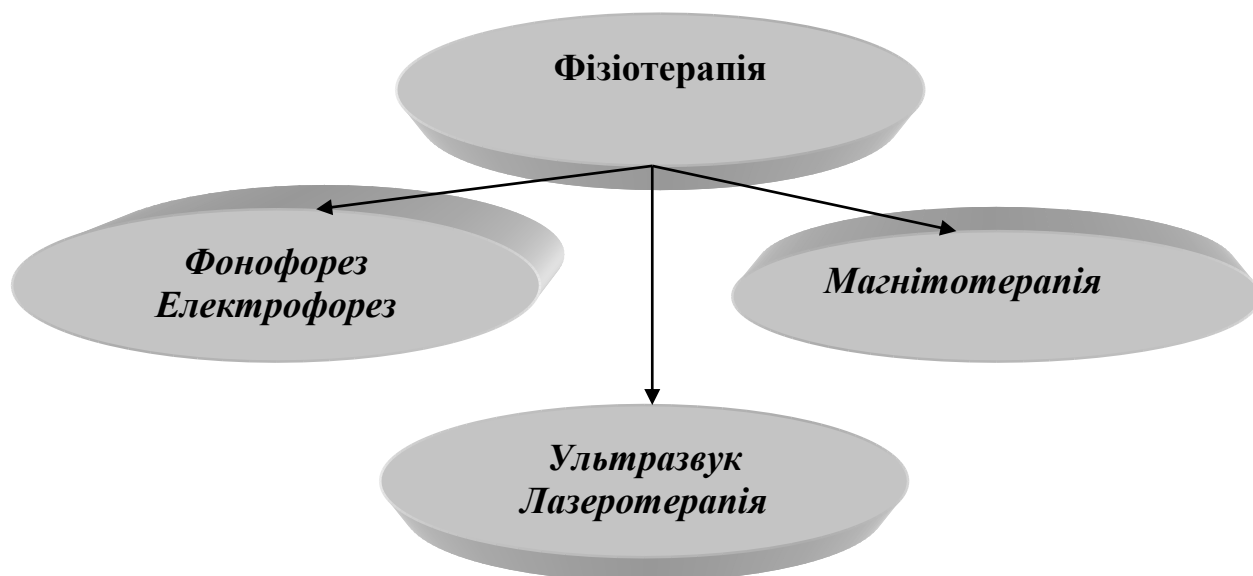 Фізіотерапія
Фонофорез
Електрофорез
Магнітотерапія
Ультразвук
Лазеротерапія